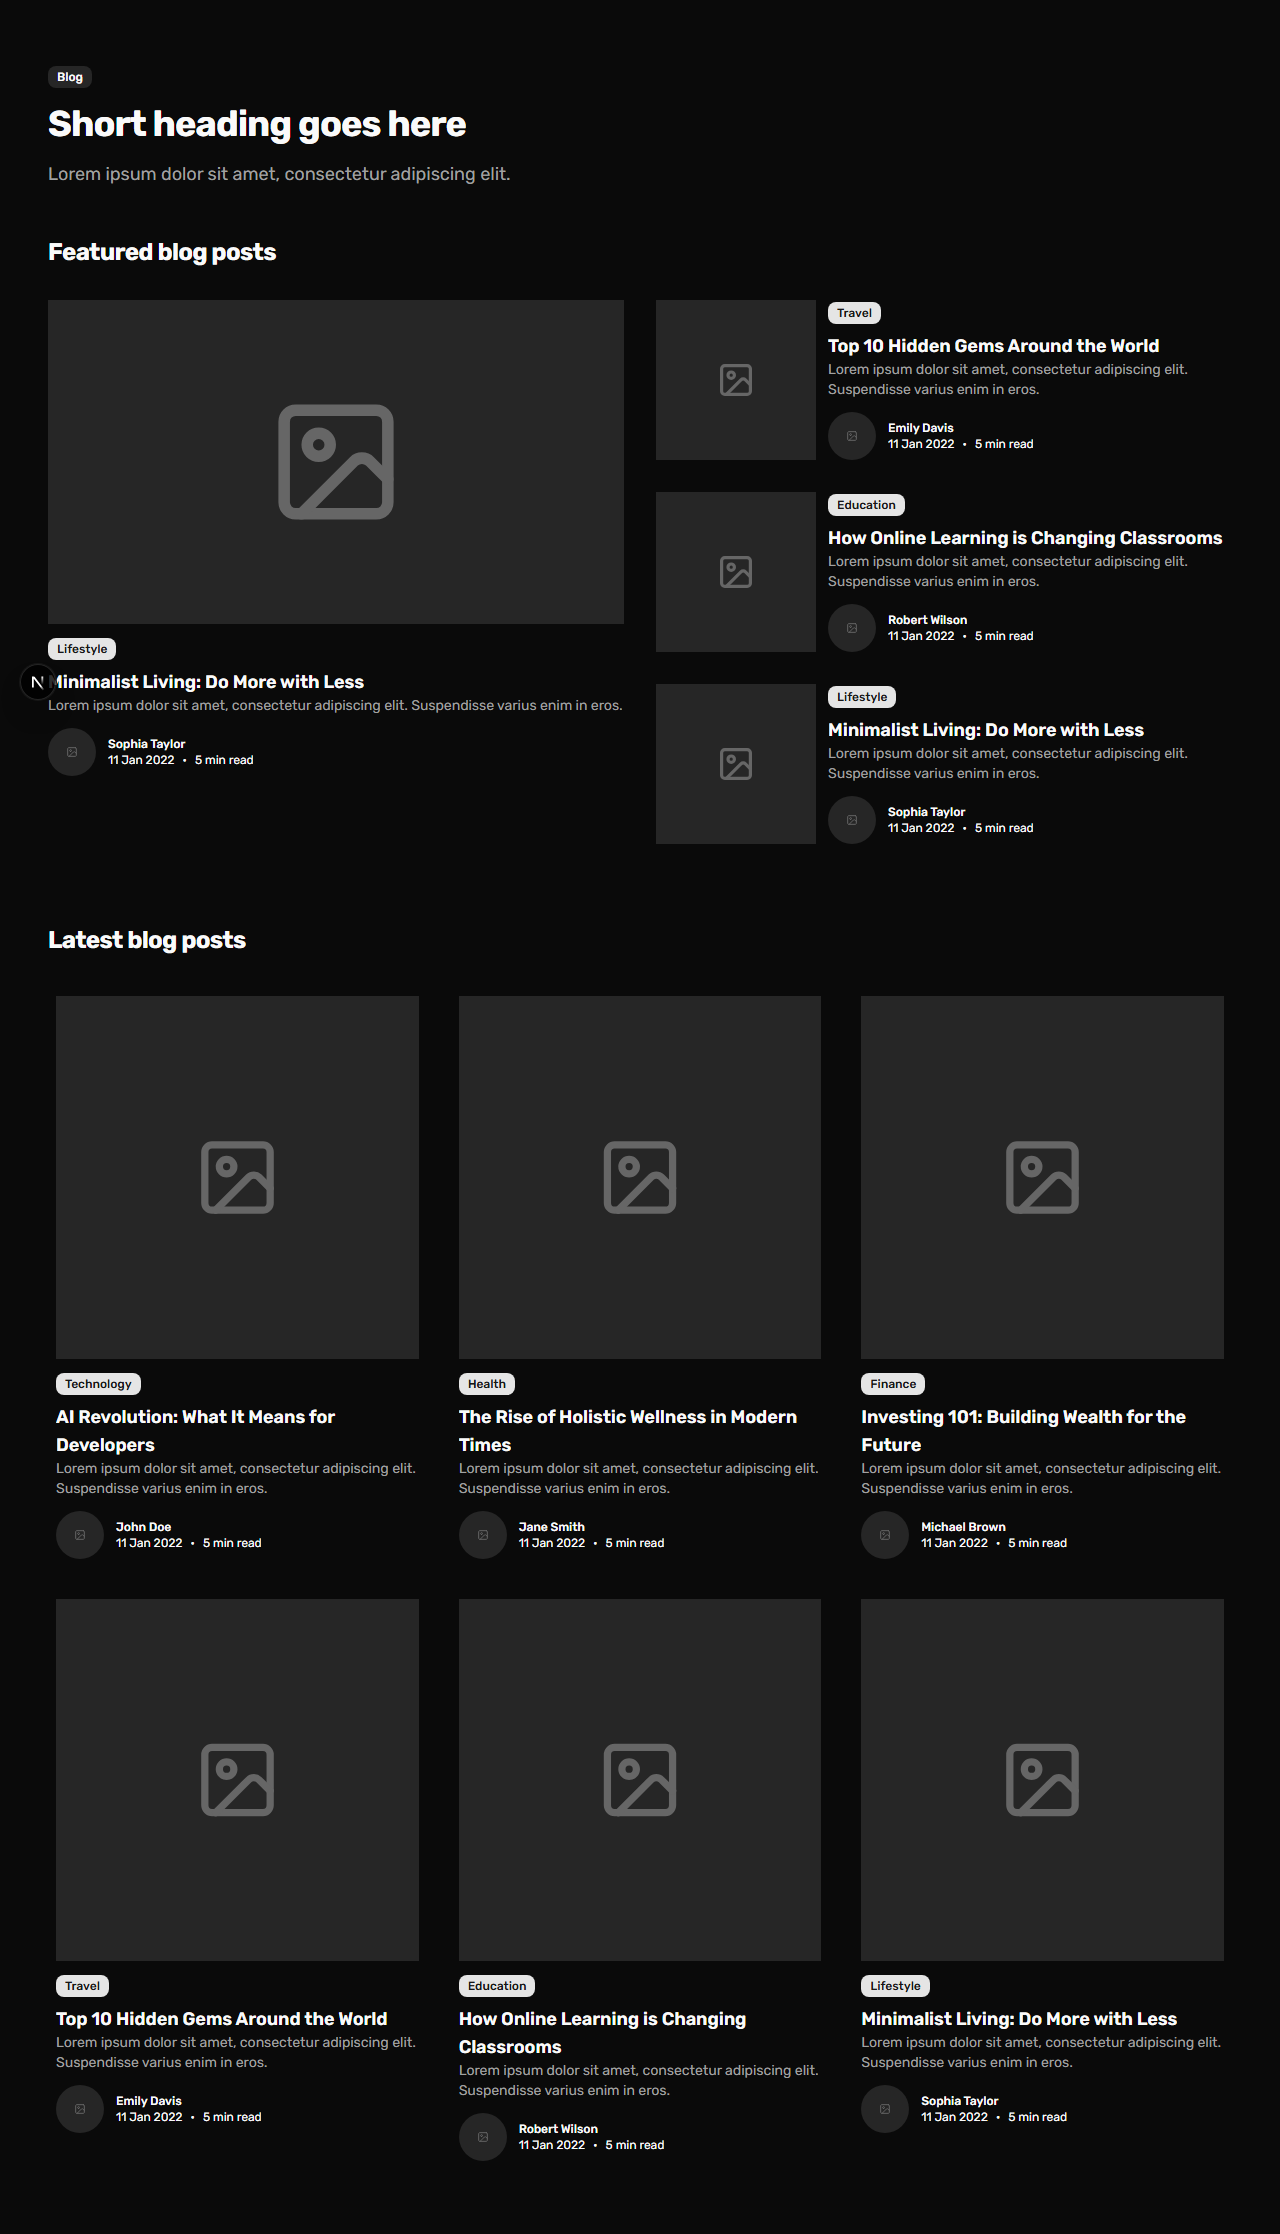 Blog
Short heading goes here
Lorem ipsum dolor sit amet, consectetur adipiscing elit.
Featured blog posts
Lifestyle
Minimalist Living: Do More with Less
Lorem ipsum dolor sit amet, consectetur adipiscing elit. Suspendisse varius enim in eros.
Sophia Taylor
11 Jan 2022 • 5 min read
Travel
Top 10 Hidden Gems Around the World
Lorem ipsum dolor sit amet, consectetur adipiscing elit.
Suspendisse varius enim in eros.
Emily Davis
11 Jan 2022 • 5 min read
Education
How Online Learning is Changing Classrooms
Lorem ipsum dolor sit amet, consectetur adipiscing elit.
Suspendisse varius enim in eros.
Robert Wilson
11 Jan 2022 • 5 min read
Lifestyle
Minimalist Living: Do More with Less
Lorem ipsum dolor sit amet, consectetur adipiscing elit.
Suspendisse varius enim in eros.
Sophia Taylor
11 Jan 2022 • 5 min read
Latest blog posts
Technology
AI Revolution: What It Means for
Developers
Lorem ipsum dolor sit amet, consectetur adipiscing elit.
Suspendisse varius enim in eros.
John Doe
11 Jan 2022 • 5 min read
Health
The Rise of Holistic Wellness in Modern
Times
Lorem ipsum dolor sit amet, consectetur adipiscing elit.
Suspendisse varius enim in eros.
Jane Smith
11 Jan 2022 • 5 min read
Finance
Investing 101: Building Wealth for the
Future
Lorem ipsum dolor sit amet, consectetur adipiscing elit.
Suspendisse varius enim in eros.
Michael Brown
11 Jan 2022 • 5 min read
Travel
Top 10 Hidden Gems Around the World
Lorem ipsum dolor sit amet, consectetur adipiscing elit.
Suspendisse varius enim in eros.
Emily Davis
11 Jan 2022 • 5 min read
Education
How Online Learning is Changing
Classrooms
Lorem ipsum dolor sit amet, consectetur adipiscing elit.
Suspendisse varius enim in eros.
Robert Wilson
11 Jan 2022 • 5 min read
Lifestyle
Minimalist Living: Do More with Less
Lorem ipsum dolor sit amet, consectetur adipiscing elit.
Suspendisse varius enim in eros.
Sophia Taylor
11 Jan 2022 • 5 min read